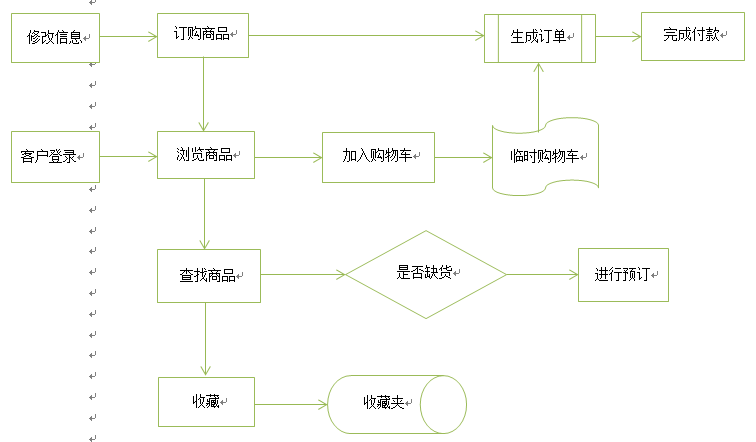 修改信息
订购商品
生成订单
完成付款
客户登录
浏览商品
加入购物车
临时购物车
查找商品
是否缺货
进行预订
收藏
收藏夹